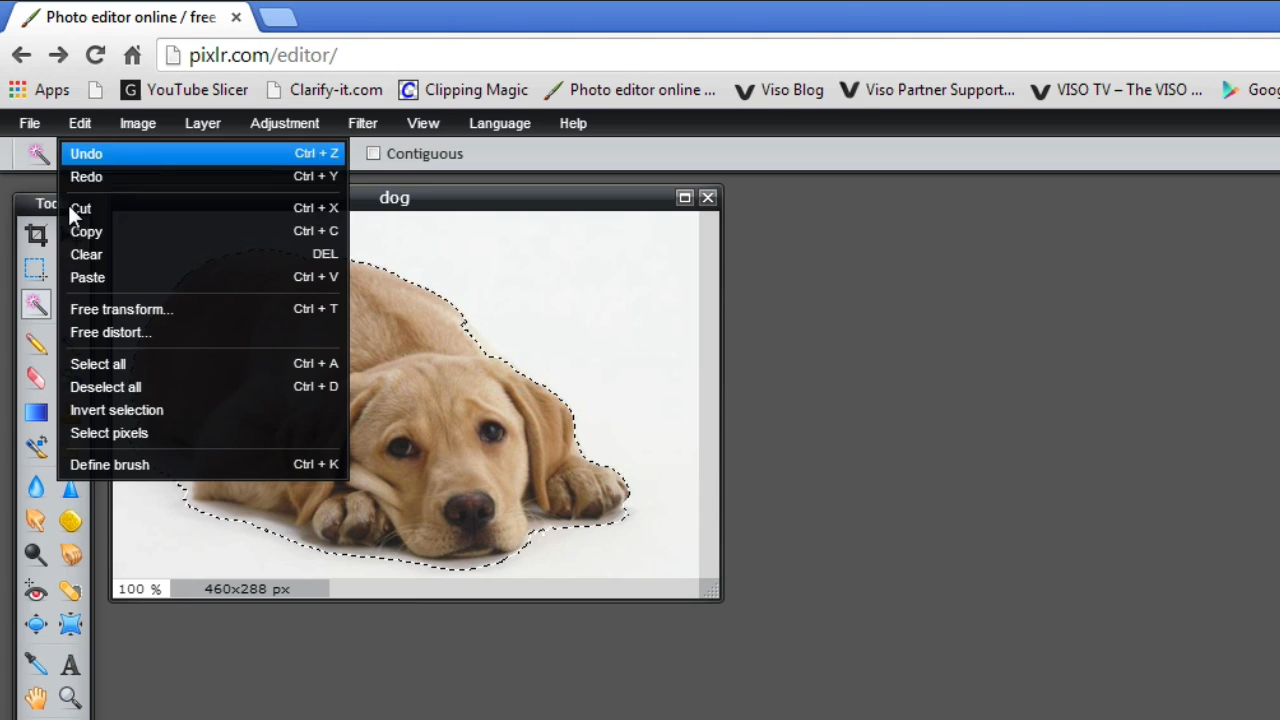 Photo editor online / free
pixlr.com/editor/
Apps G YouTube Slicer Clarify-it.com C Clipping Magic Photo editor online ... Viso Blog Viso Partner Support... VISO TV – The VISO ... Goog
File Edit Image Layer Adjustment Filter View Language Help
Contiguous
Undo Ctrl + Z
Redo Ctrl + Y
Cut Ctrl + X
Copy Ctrl + C
Clear DEL
Paste Ctrl + V
Free transform... Ctrl + T
Free distort...
Select all Ctrl + A
Deselect all Ctrl + D
Invert selection
Select pixels
Define brush Ctrl + K
Too
dog
A
100 % 460x288 px